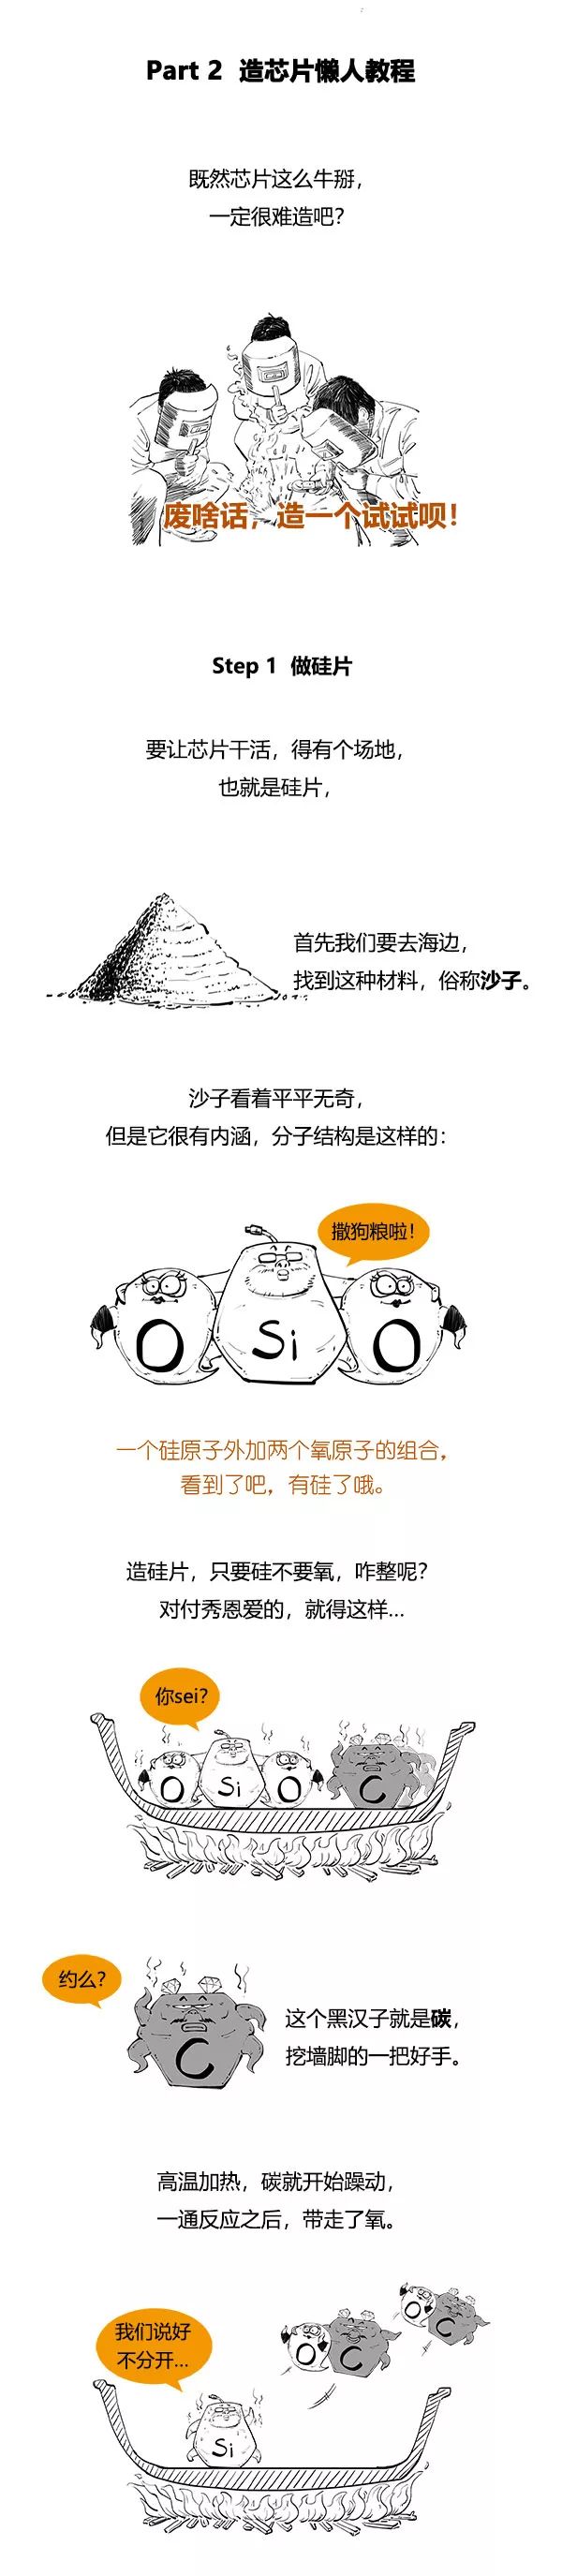 Part 2 造芯片懒人教程
既然芯片这么牛掰，
一定很难造吧？
废啥话，造一个试试呗！
Step 1 做硅片
要让芯片干活，得有个场地，
也就是硅片，
首先我们要去海边，
找到这种材料，俗称沙子。
沙子看着平平无奇，
但是它很有内涵，分子结构是这样的：
撒狗粮啦！
O Si O
一个硅原子外加两个氧原子的组合，
看到了吧，有硅了哦。
造硅片，只要硅不要氧，咋整呢？
对付秀恩爱的，就得这样...
你sei？
O Si O C
约么？
C
这个黑汉子就是碳，
挖墙脚的一把好手。
高温加热，碳就开始躁动，
一通反应之后，带走了氧。
O C
O C
我们说好
不分开...
Si